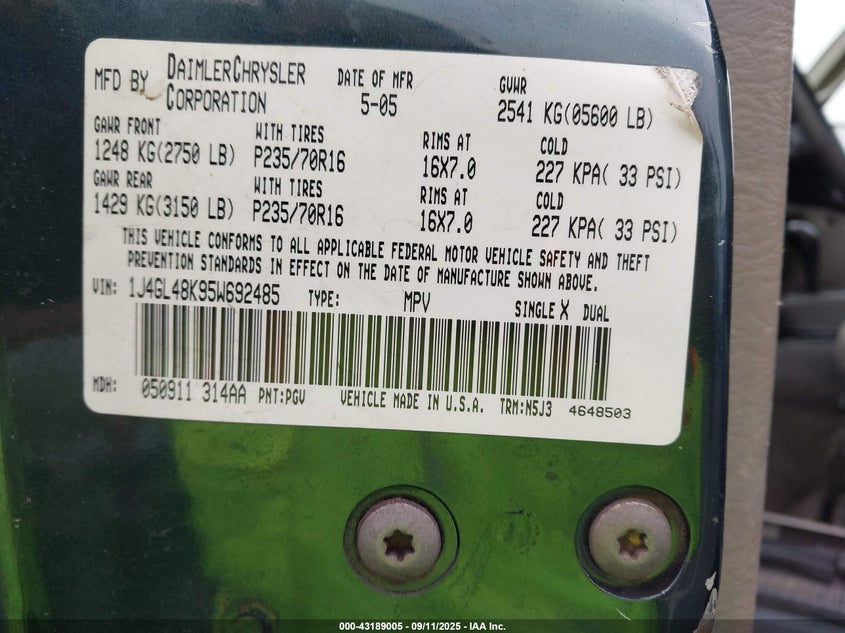 MFD BY DAIMLERCHRYSLER CORPORATION DATE OF MFR 5-05 GVWR 2541 KG(05600 LB)
GAWR FRONT WITH TIRES RIMS AT COLD
1248 KG(2750 LB) P235/70R16 16X7.0 227 KPA( 33 PSI)
GAWR REAR WITH TIRES RIMS AT COLD
1429 KG(3150 LB) P235/70R16 16X7.0 227 KPA( 33 PSI)
THIS VEHICLE CONFORMS TO ALL APPLICABLE FEDERAL MOTOR VEHICLE SAFETY AND THEFT
PREVENTION STANDARDS IN EFFECT ON THE DATE OF MANUFACTURE SHOWN ABOVE.
VIN: 1J4GL48K95W692485 TYPE: MPV SINGLE X DUAL
MDH: 050911 314AA PNT:PGV VEHICLE MADE IN U.S.A. TRM:N5J3 4648503
000-43189005 - 09/11/2025 - IAA Inc.